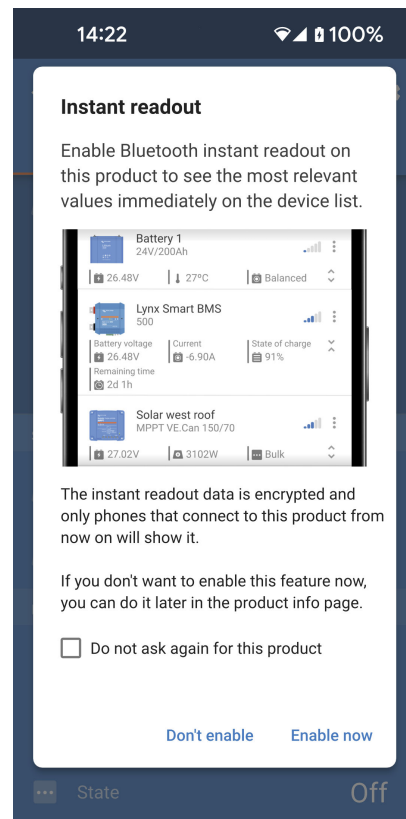 14:22
100%
Instant readout
Enable Bluetooth instant readout on
this product to see the most relevant
values immediately on the device list.
Battery 1
24V/200Ah
26.48V
27ºC
Balanced
Lynx Smart BMS
500
Battery voltage
Current
State of charge
26.48V
-6.90A
91%
Remaining time
2d 1h
Solar west roof
MPPT VE.Can 150/70
27.02V
3102W
Bulk
The instant readout data is encrypted and
only phones that connect to this product from
now on will show it.
If you don't want to enable this feature now,
you can do it later in the product info page.
Do not ask again for this product
Don't enable
Enable now
State
Off